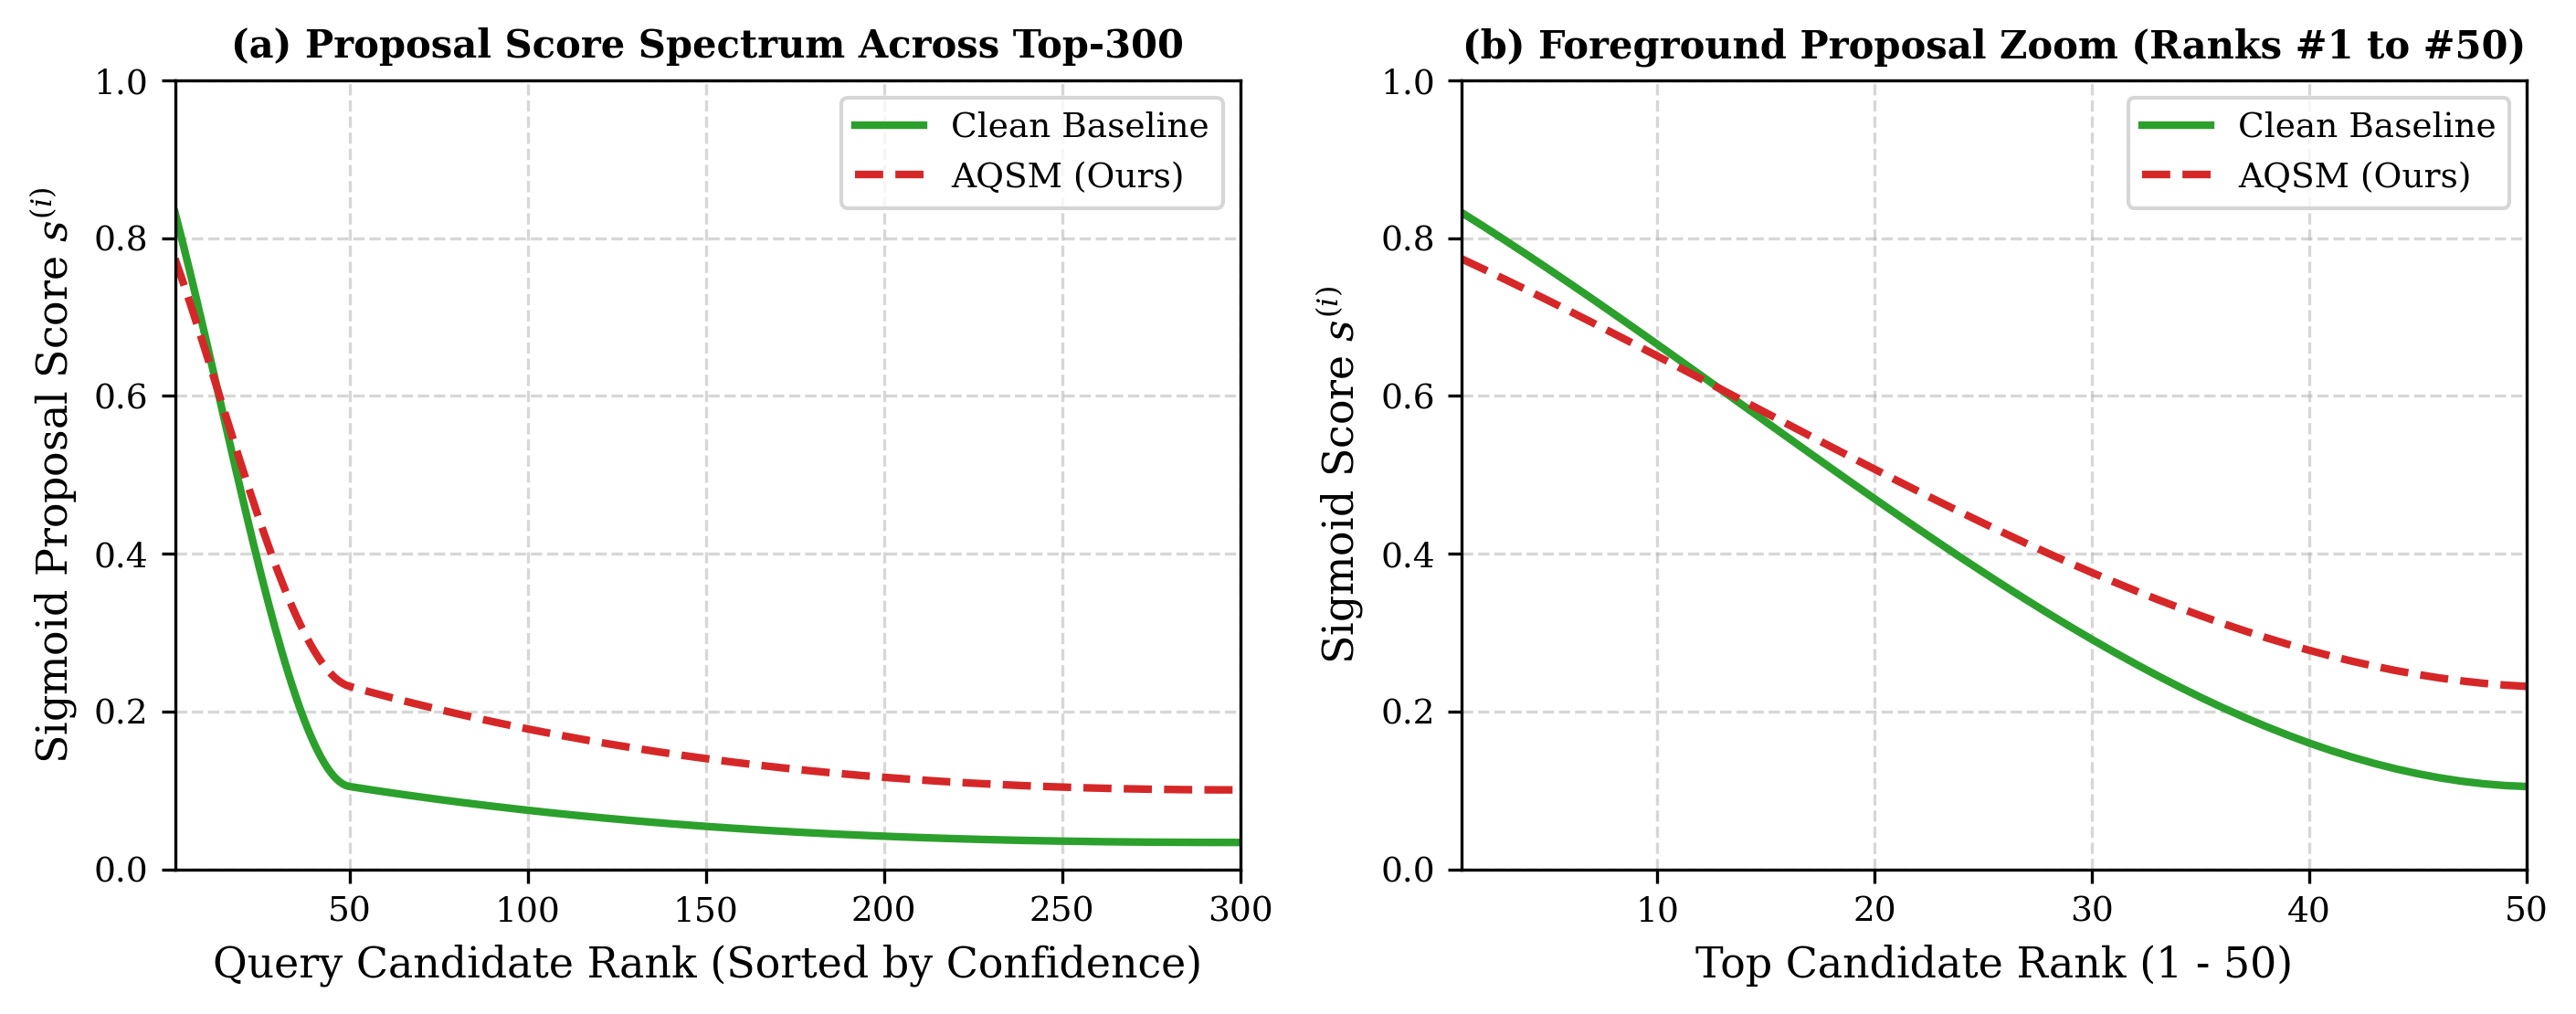 (a) Proposal Score Spectrum Across Top-300
Sigmoid Proposal Score s^(i)
1.0
0.8
0.6
0.4
0.2
0.0
Clean Baseline
AQSM (Ours)
50 100 150 200 250 300
Query Candidate Rank (Sorted by Confidence)
(b) Foreground Proposal Zoom (Ranks #1 to #50)
Sigmoid Score s^(i)
1.0
0.8
0.6
0.4
0.2
0.0
Clean Baseline
AQSM (Ours)
10 20 30 40 50
Top Candidate Rank (1 - 50)